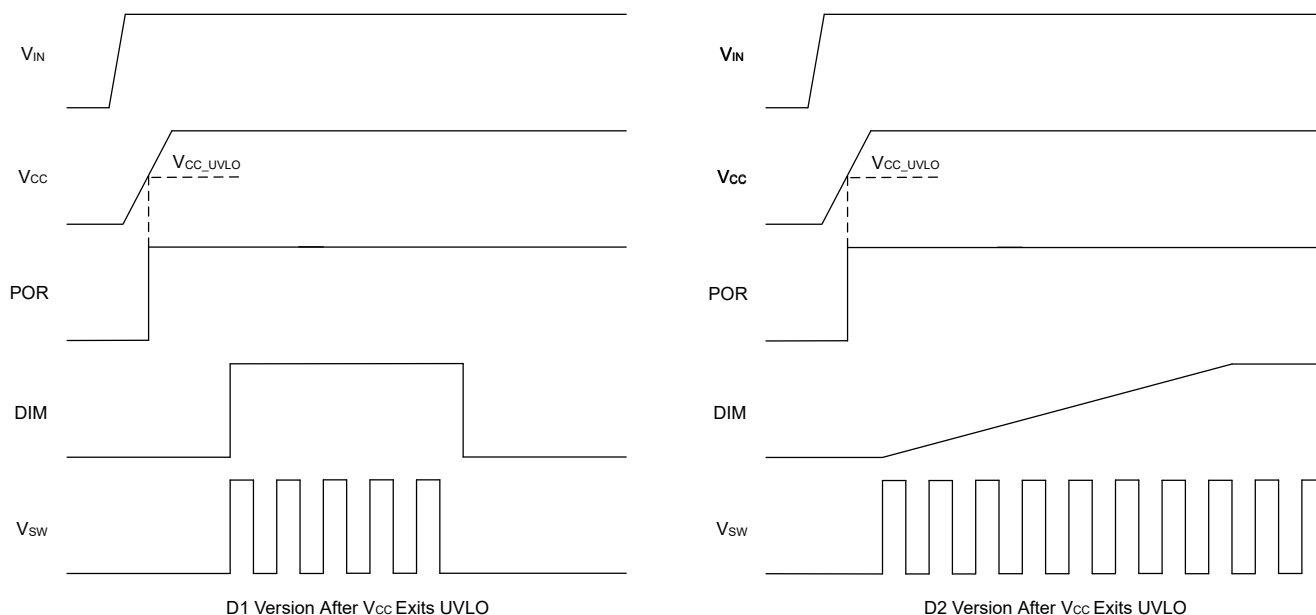 VIN
VCC
VCC_UVLO
POR
DIM
VSW
D1 Version After VCC Exits UVLO
VIN
VCC
VCC_UVLO
POR
DIM
VSW
D2 Version After VCC Exits UVLO